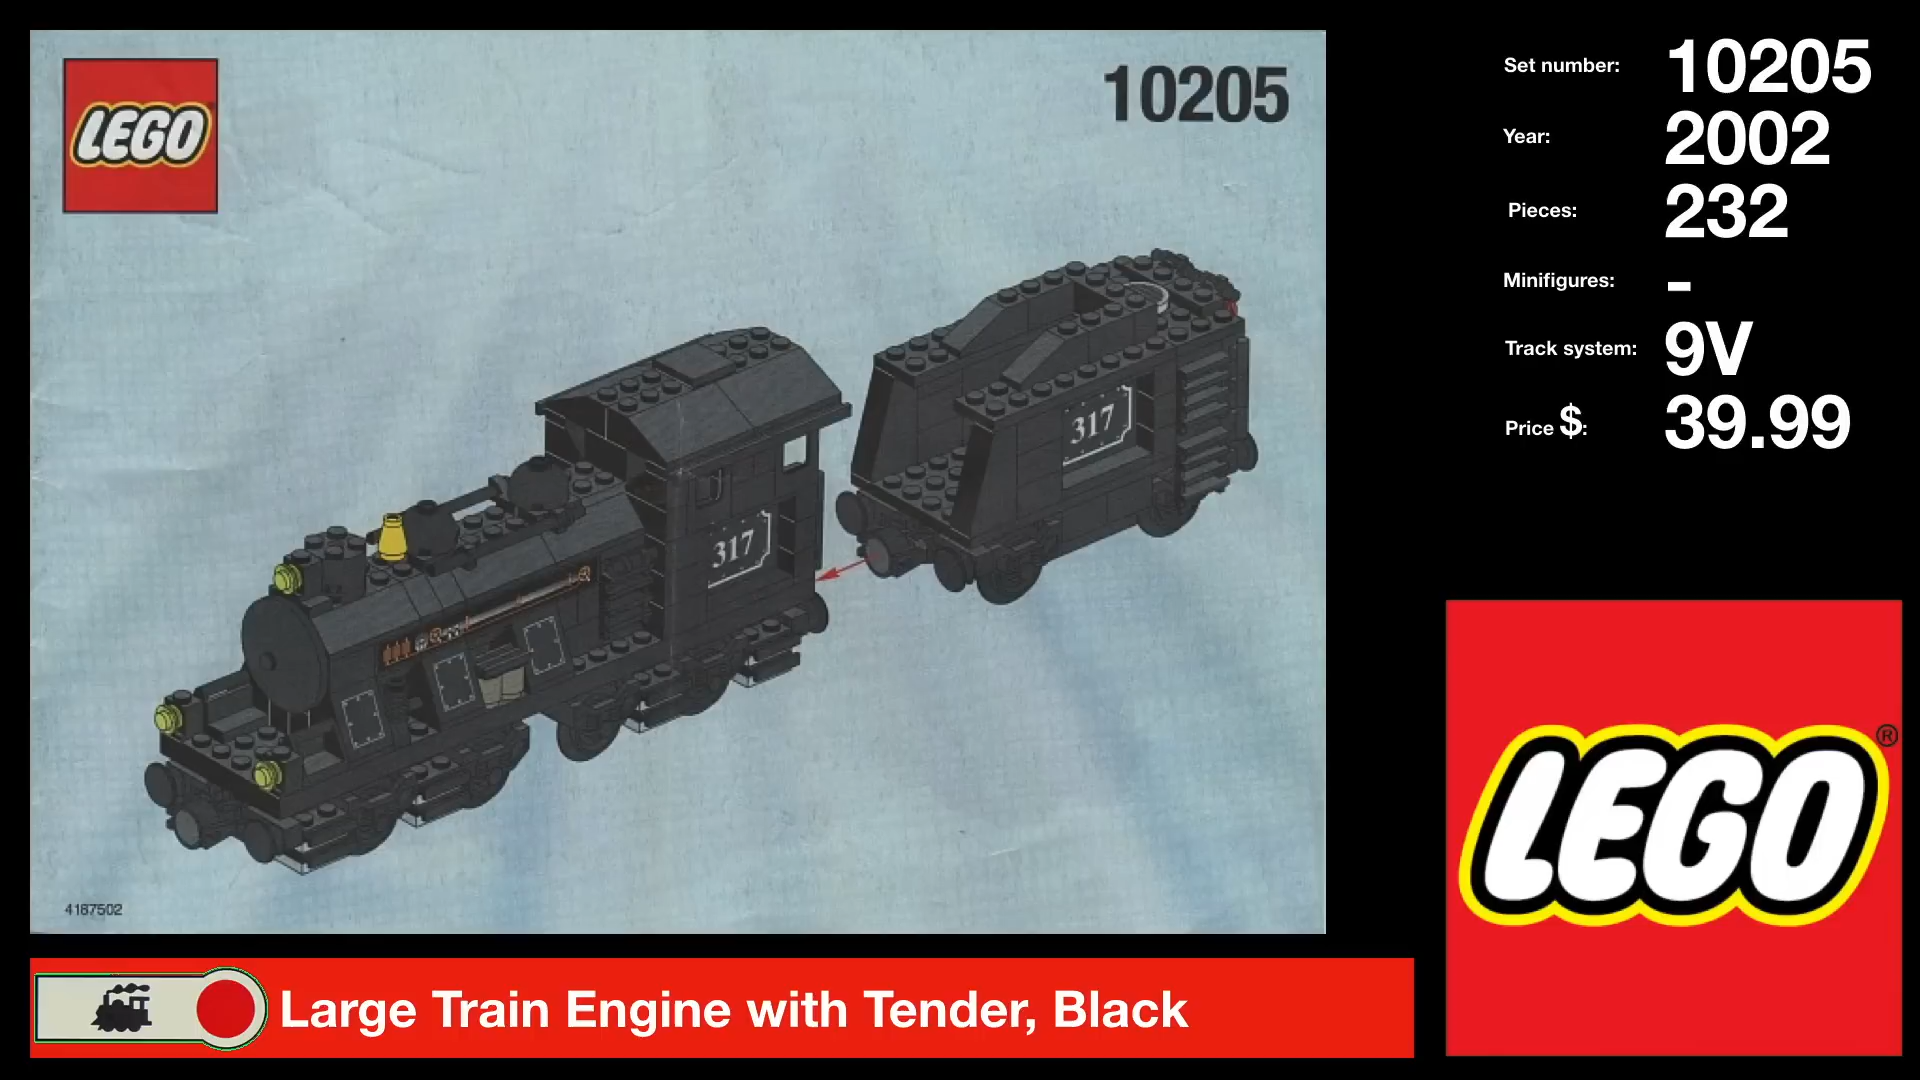 LEGO
10205
317
317
4187502
Large Train Engine with Tender, Black
Set number: 10205
Year: 2002
Pieces: 232
Minifigures: -
Track system: 9V
Price $: 39.99
LEGO®